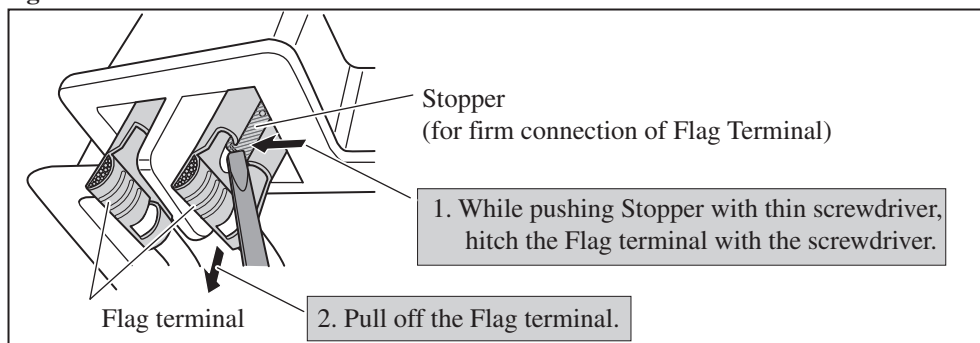 Stopper
(for firm connection of Flag Terminal)
1. While pushing Stopper with thin screwdriver,
hitch the Flag terminal with the screwdriver.
Flag terminal
2. Pull off the Flag terminal.